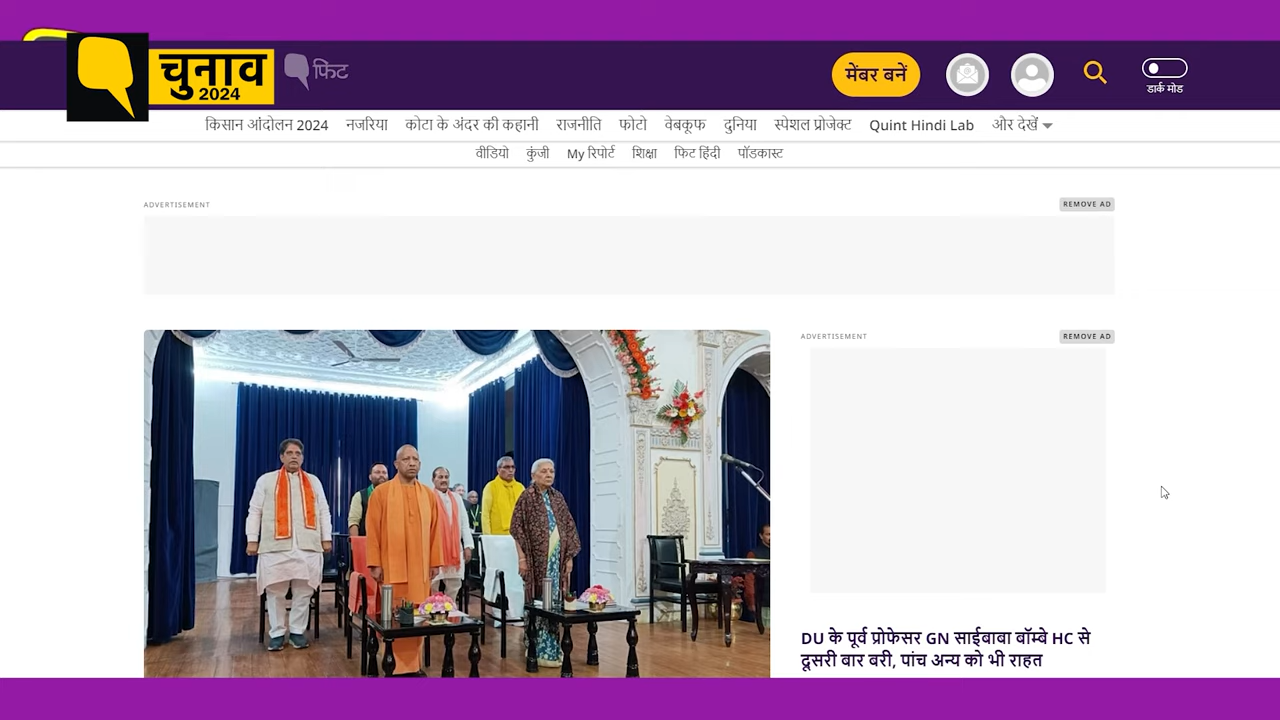 चुनाव
2024
फिट
मेंबर बनें
डार्क मोड
किसान आंदोलन 2024 नजरिया कोटा के अंदर की कहानी राजनीति फोटो वेबकूफ दुनिया स्पेशल प्रोजेक्ट Quint Hindi Lab और देखें
वीडियो कुंजी My रिपोर्ट शिक्षा फिट हिंदी पॉडकास्ट
ADVERTISEMENT REMOVE AD
ADVERTISEMENT REMOVE AD
DU के पूर्व प्रोफेसर GN साईबाबा बॉम्बे HC से
दूसरी बार बरी, पांच अन्य को भी राहत